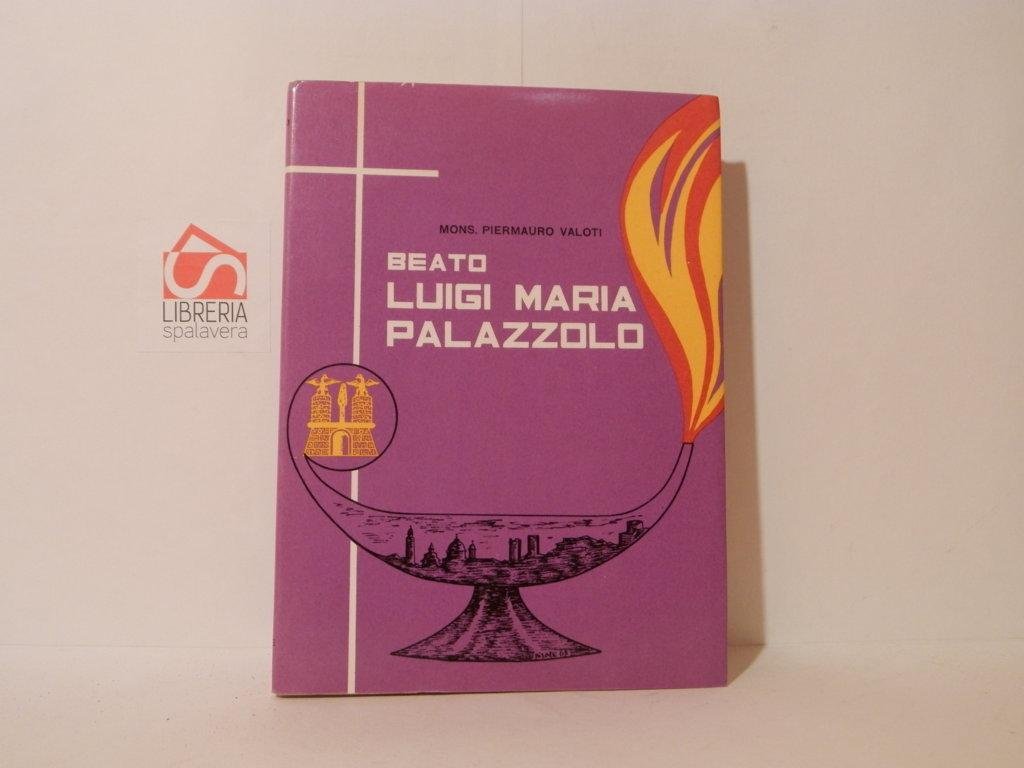 MONS. PIERMAURO VALOTI
BEATO
LUIGI MARIA
PALAZZOLO
LIBRERIA
spalavera